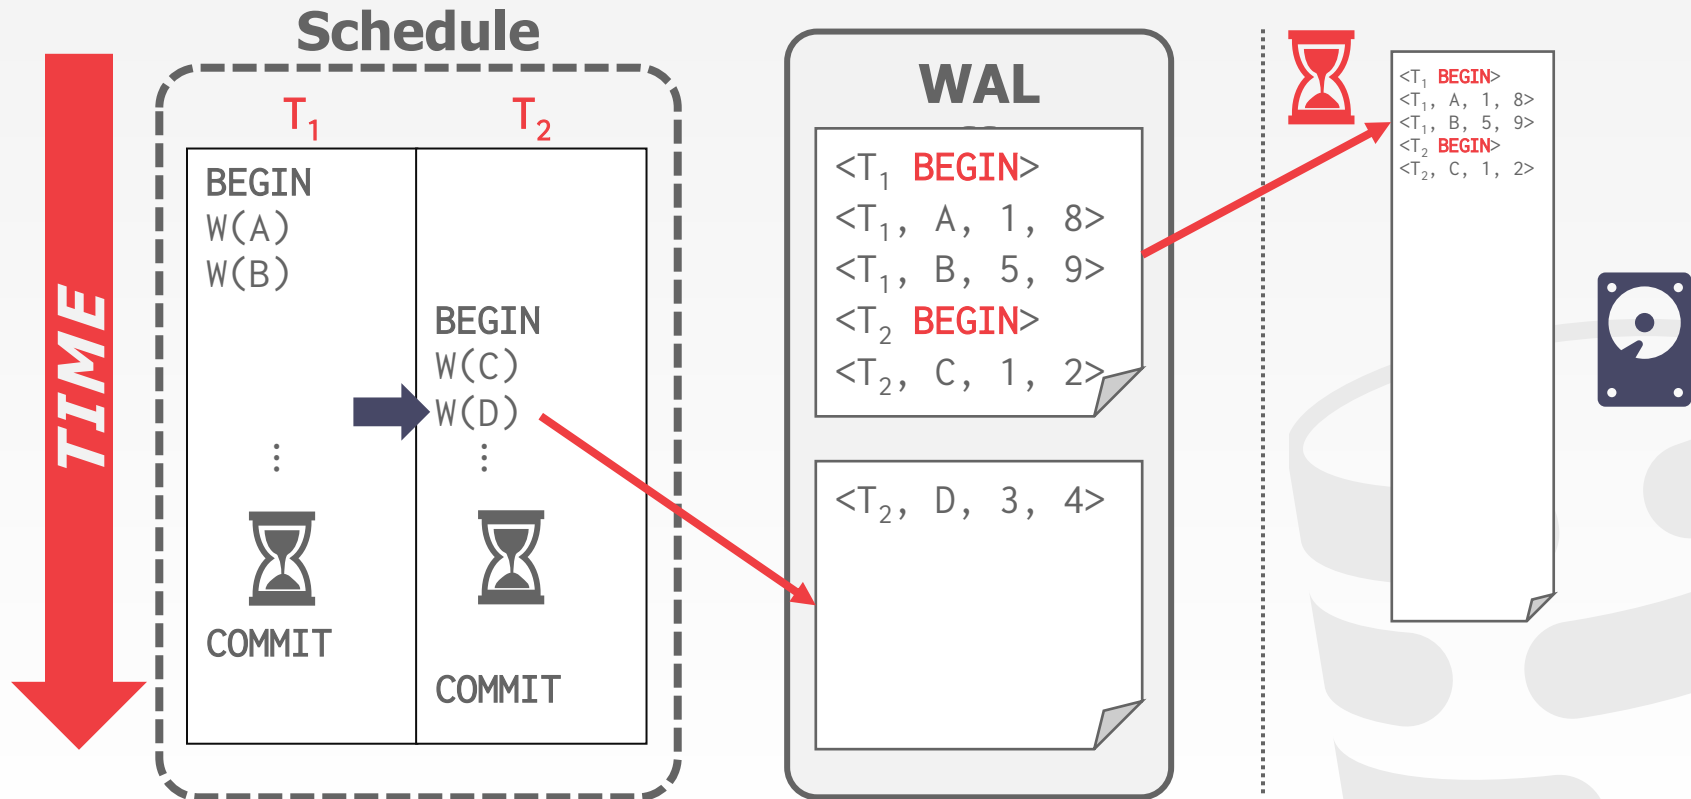 Schedule
TIME
T1 T2
BEGIN
W(A)
W(B)
BEGIN
W(C)
W(D)
⋮ ⋮
COMMIT
COMMIT
WAL
<T1 BEGIN>
<T1, A, 1, 8>
<T1, B, 5, 9>
<T2 BEGIN>
<T2, C, 1, 2>
<T2, D, 3, 4>
<T1 BEGIN>
<T1, A, 1, 8>
<T1, B, 5, 9>
<T2 BEGIN>
<T2, C, 1, 2>